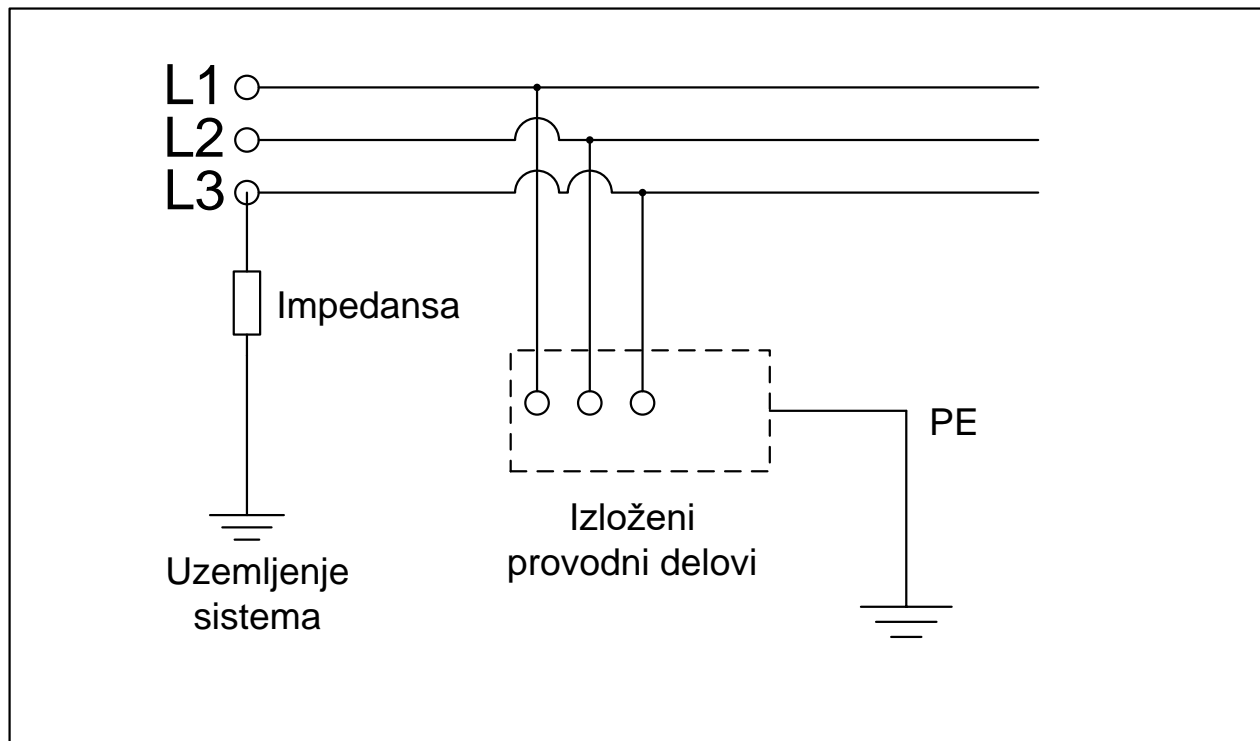 L1
L2
L3
Impedansa
PE
Izloženi
provodni delovi
Uzemljenje
sistema